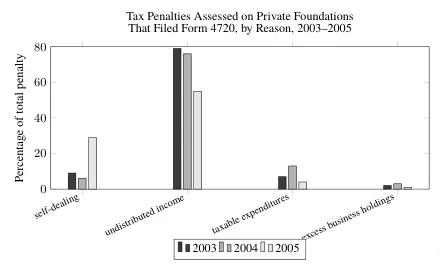 Tax Penalties Assessed on Private Foundations
That Filed Form 4720, by Reason, 2003–2005
Percentage of total penalty
80
60
40
20
0
self-dealing
undistributed income
taxable expenditures
excess business holdings
2003 2004 2005